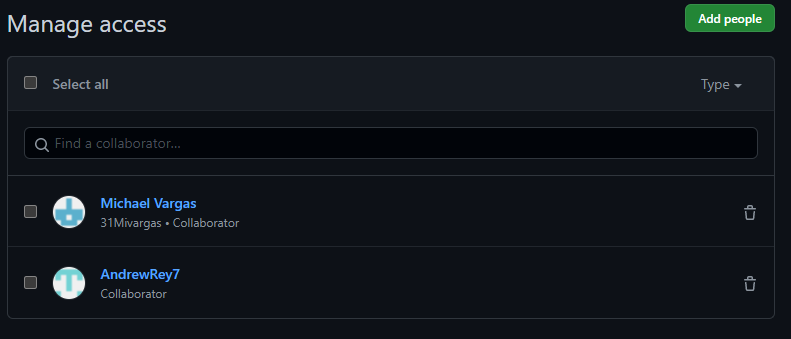 Manage access
Add people
Select all
Type
Find a collaborator...
Michael Vargas
31Mivargas • Collaborator
AndrewRey7
Collaborator